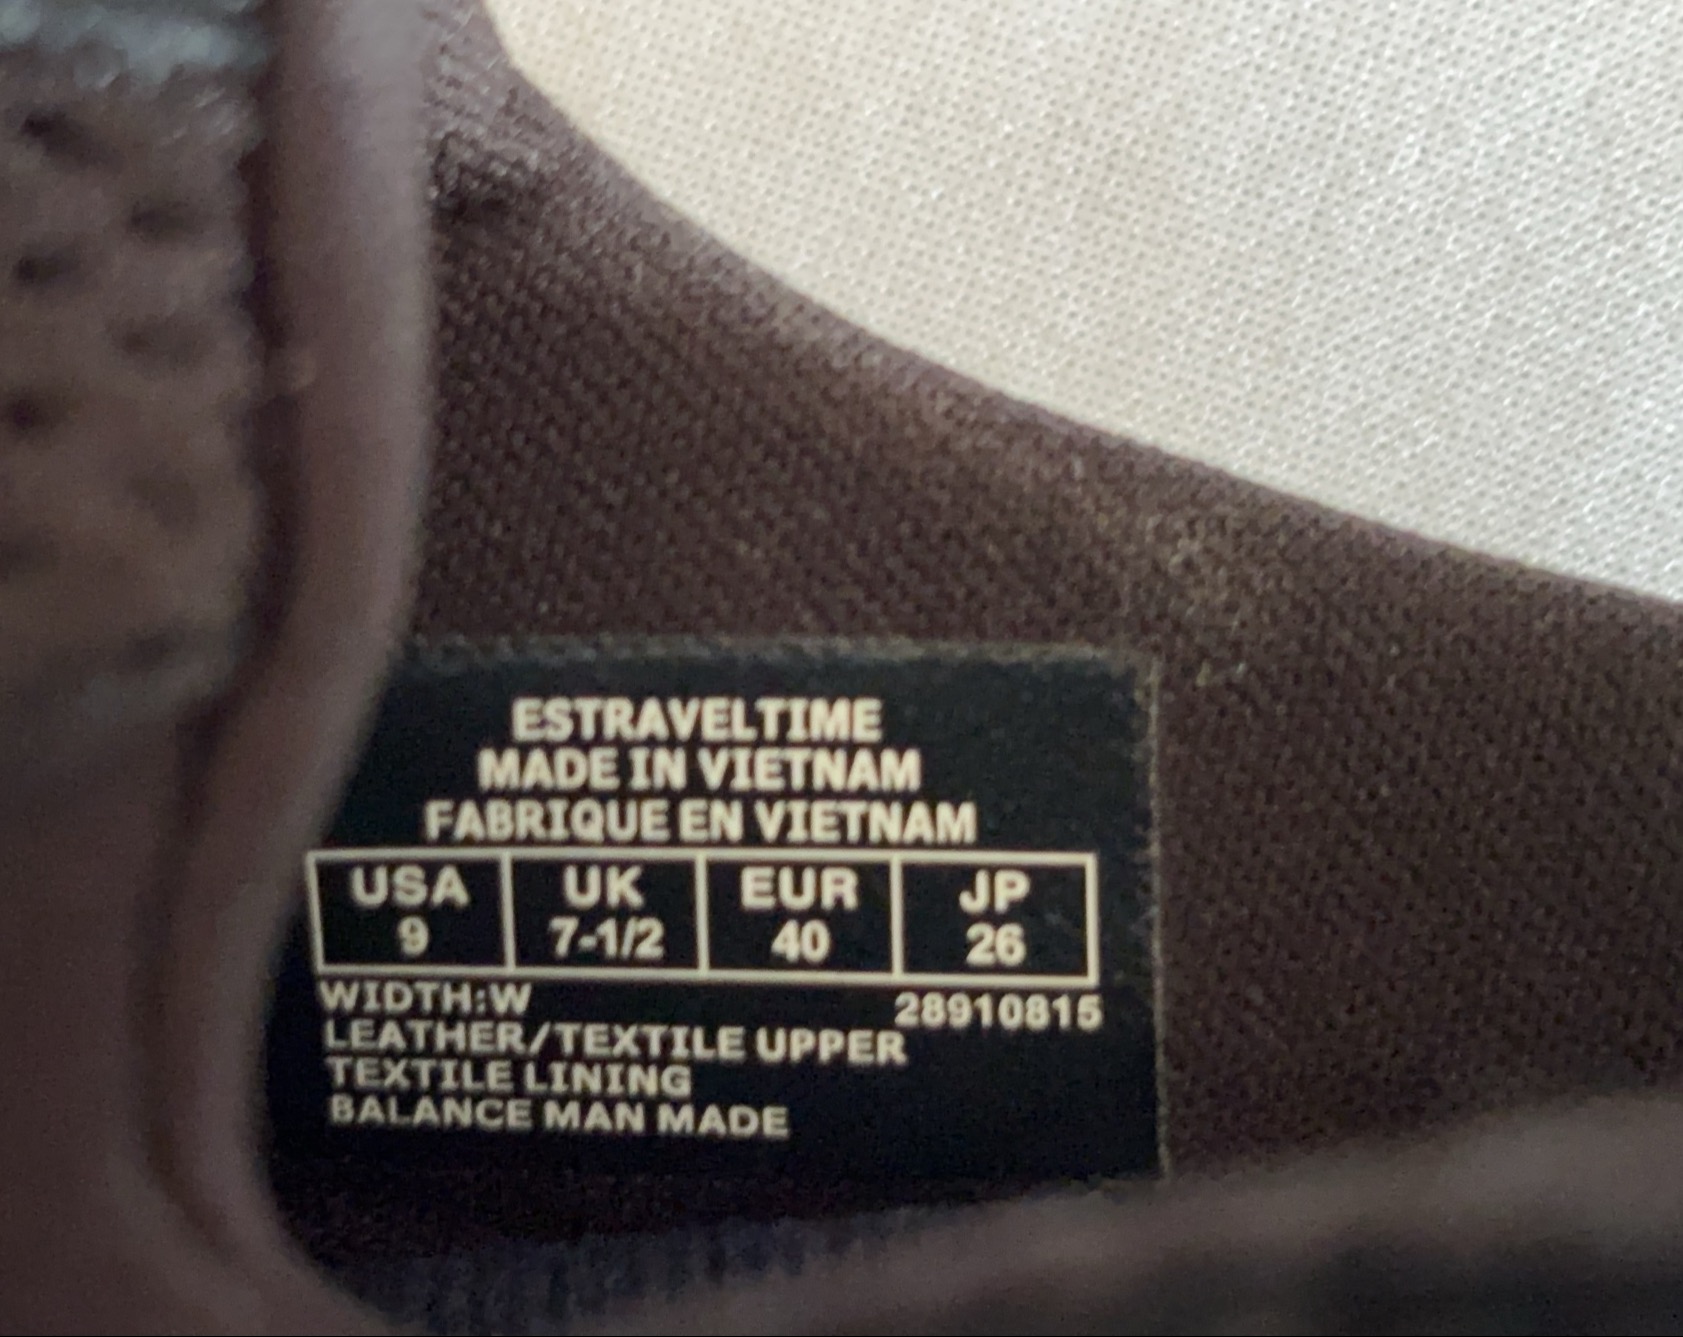 ESTRAVELTIME
MADE IN VIETNAM
FABRIQUE EN VIETNAM
USA UK EUR JP
9 7-1/2 40 26
WIDTH:W 28910815
LEATHER/TEXTILE UPPER
TEXTILE LINING
BALANCE MAN MADE